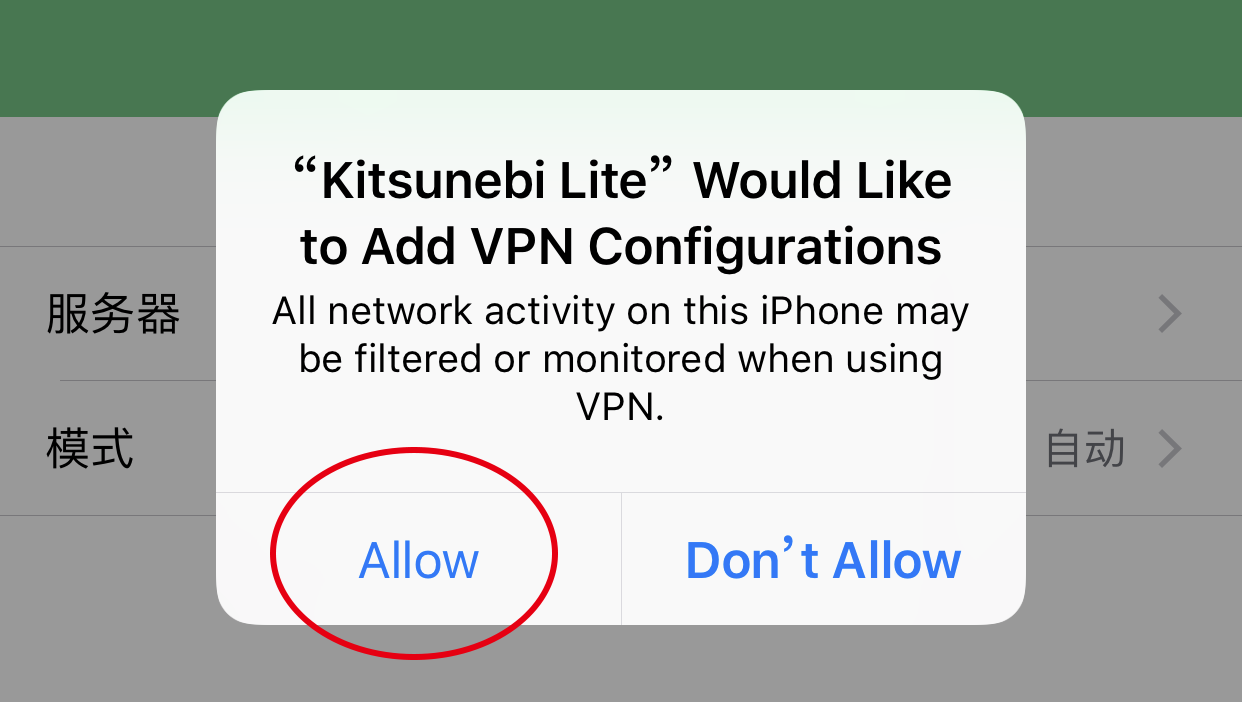 “Kitsunebi Lite” Would Like
to Add VPN Configurations
All network activity on this iPhone may
be filtered or monitored when using
VPN.
服务器
模式
自动
Allow
Don’t Allow